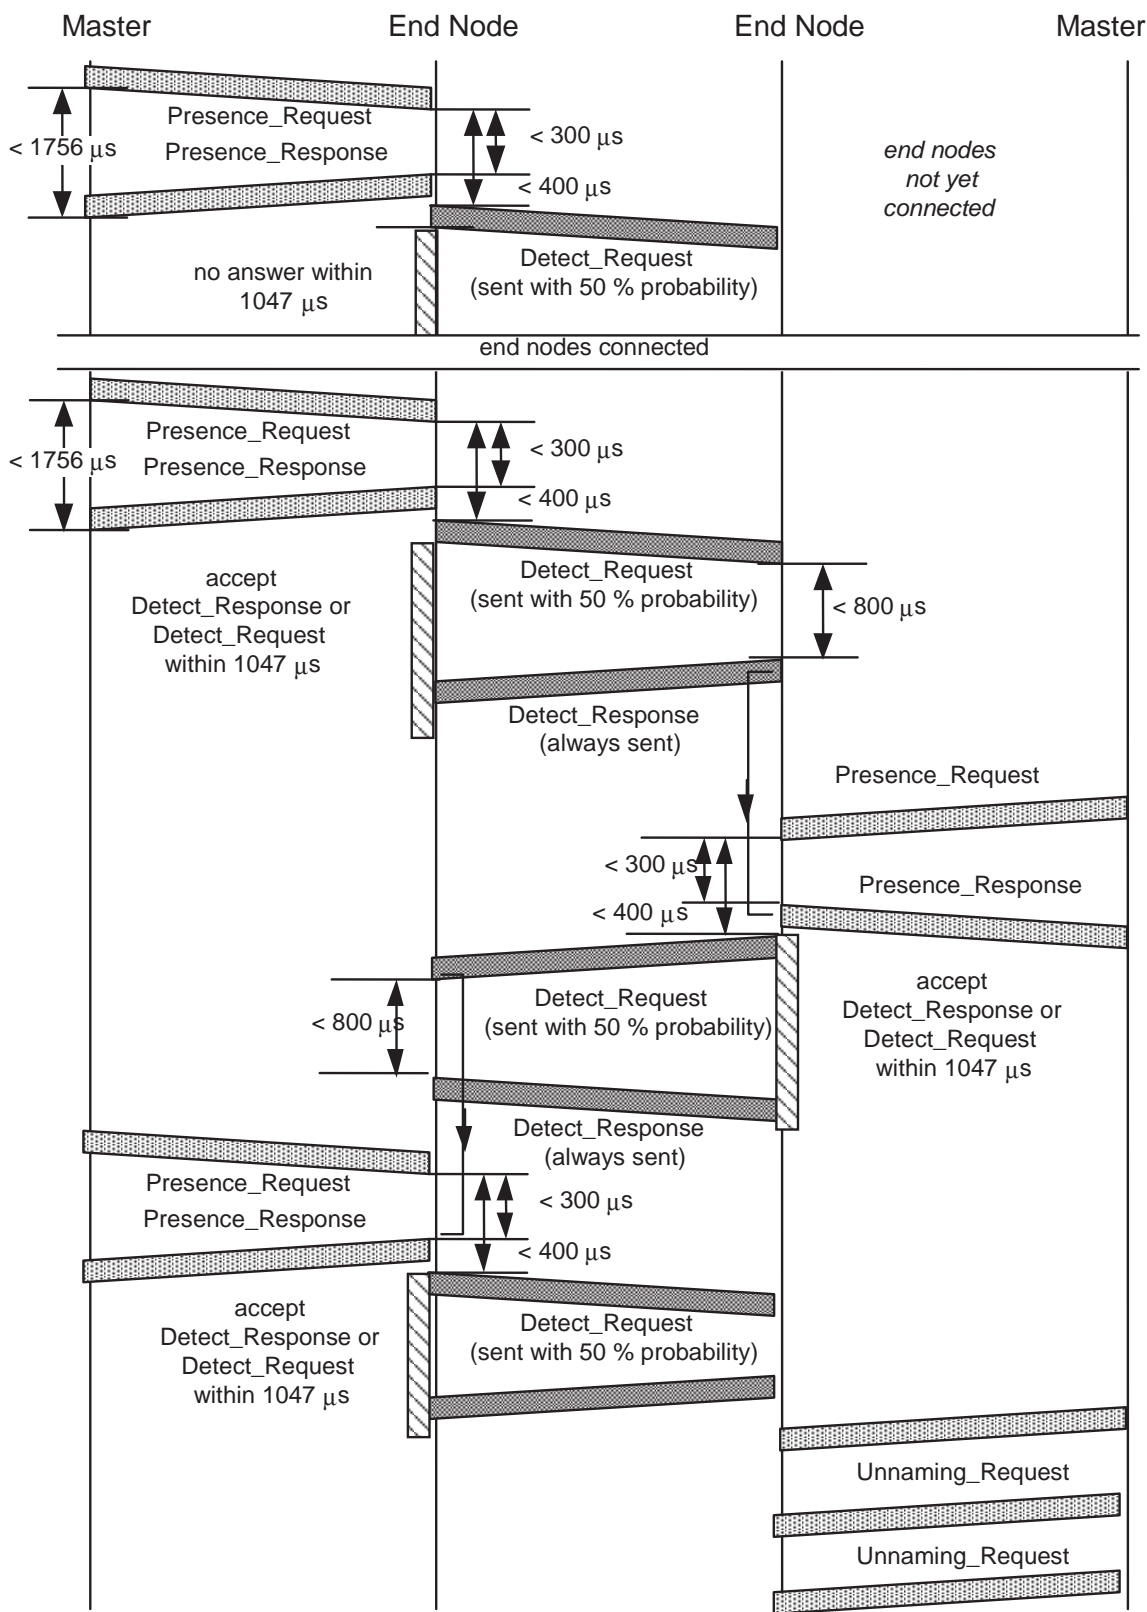 Master
End Node
End Node
Master
Presence_Request
< 1756 μs
Presence_Response
< 300 μs
< 400 μs
end nodes
not yet
connected
no answer within
1047 μs
Detect_Request
(sent with 50 % probability)
end nodes connected
Presence_Request
< 1756 μs
Presence_Response
< 300 μs
< 400 μs
accept
Detect_Response or
Detect_Request
within 1047 μs
Detect_Request
(sent with 50 % probability)
< 800 μs
Detect_Response
(always sent)
Presence_Request
< 300 μs
Presence_Response
< 400 μs
accept
Detect_Response or
Detect_Request
within 1047 μs
Detect_Request
(sent with 50 % probability)
< 800 μs
Detect_Response
(always sent)
Presence_Request
Presence_Response
< 300 μs
< 400 μs
accept
Detect_Response or
Detect_Request
within 1047 μs
Detect_Request
(sent with 50 % probability)
Unnaming_Request
Unnaming_Request